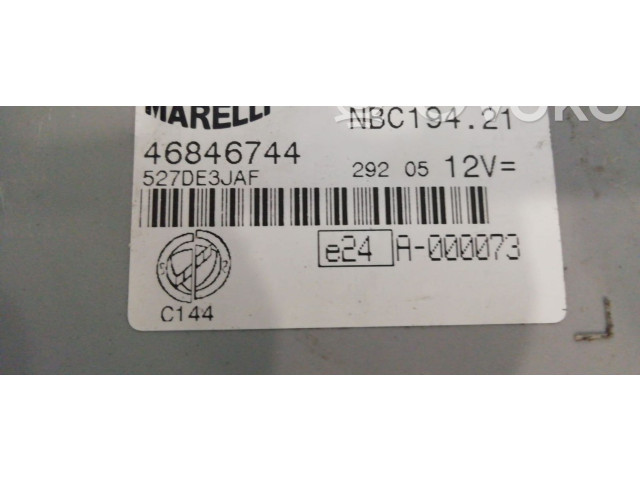 MARELLI
NBC194.21
46846744
527DE3JAF
292 05 12V=
e24 A-000073
C144